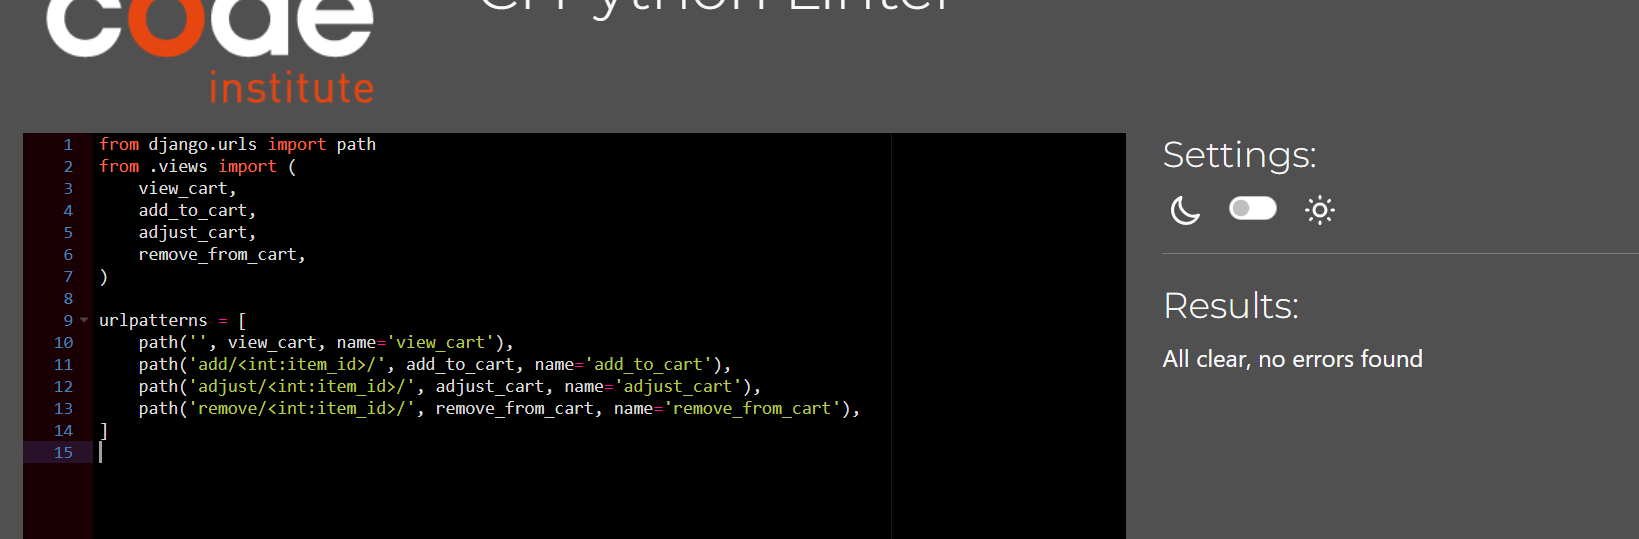 code
CI Python Linter
institute
1 from django.urls import path
2 from .views import (
3     view_cart,
4     add_to_cart,
5     adjust_cart,
6     remove_from_cart,
7 )
8
9 urlpatterns = [
10     path('', view_cart, name='view_cart'),
11     path('add/<int:item_id>/', add_to_cart, name='add_to_cart'),
12     path('adjust/<int:item_id>/', adjust_cart, name='adjust_cart'),
13     path('remove/<int:item_id>/', remove_from_cart, name='remove_from_cart'),
14 ]
15
Settings:
Results:
All clear, no errors found